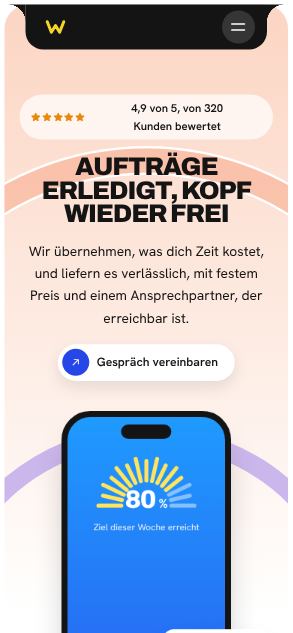 W
4,9 von 5, von 320
Kunden bewertet
AUFTRÄGE
ERLEDIGT, KOPF
WIEDER FREI
Wir übernehmen, was dich Zeit kostet,
und liefern es verlässlich, mit festem
Preis und einem Ansprechpartner, der
erreichbar ist.
Gespräch vereinbaren
80 %
Ziel dieser Woche erreicht